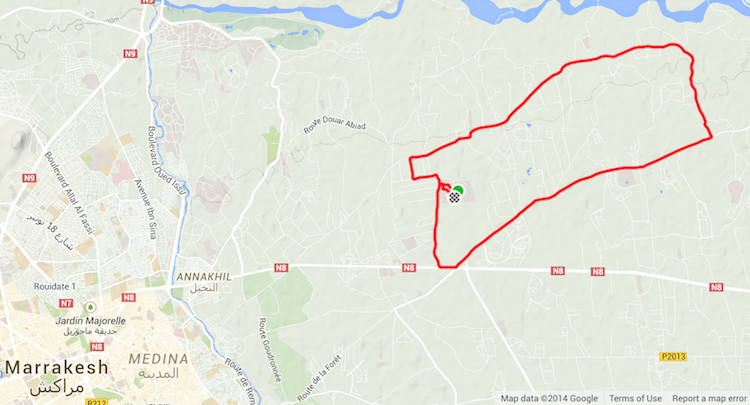 N9
N9
Boulevard Oued Issyl
Route Douar Abiad
N9
Boulevard Allal Al Fassi
Avenue Ibn Sina
شارع 18 نونبر
ANNAKHIL
النخيل
N8
N8
N8
N8
N8
Rouidate 1
N8
N7
Jardin Majorelle
حديقة ماجوريل
N8
Route Goudronnée
Marrakesh
مراكش
MEDINA
المدينة
Route de la Forêt
P2013
Route de Rem
B212
Map data ©2014 Google
Terms of Use
Report a map error